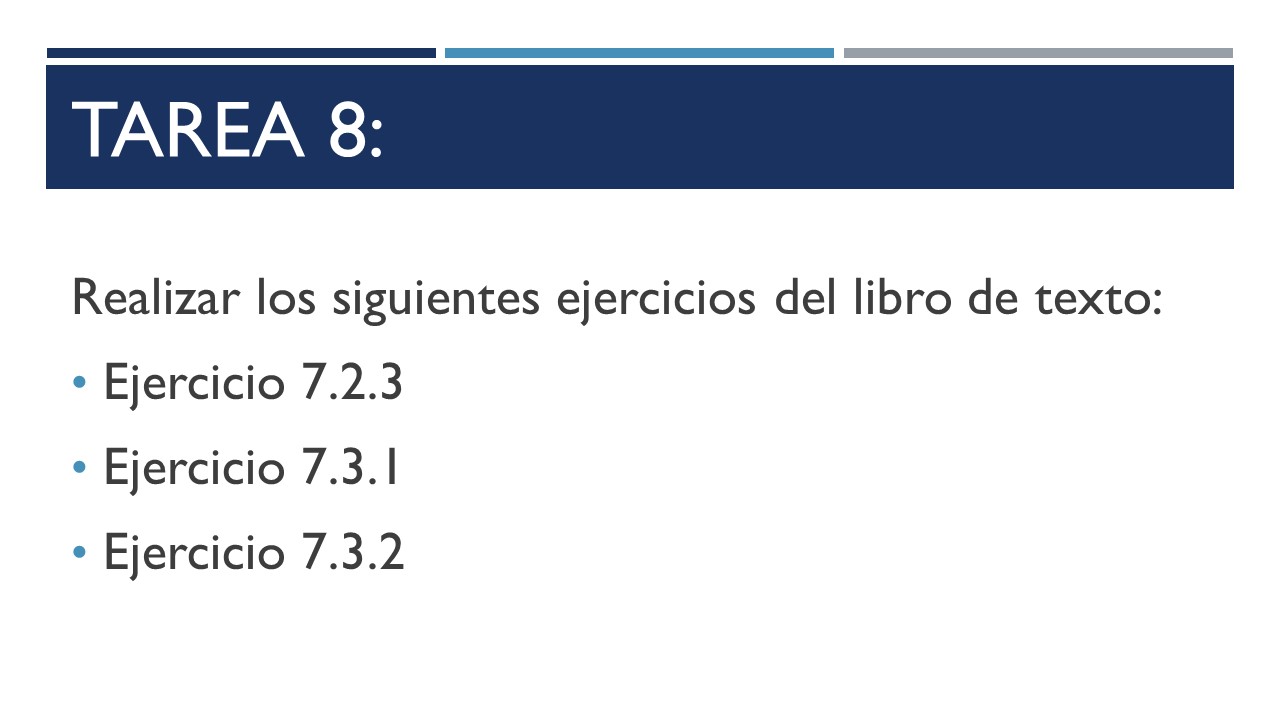 TAREA 8:
Realizar los siguientes ejercicios del libro de texto:
• Ejercicio 7.2.3
• Ejercicio 7.3.1
• Ejercicio 7.3.2